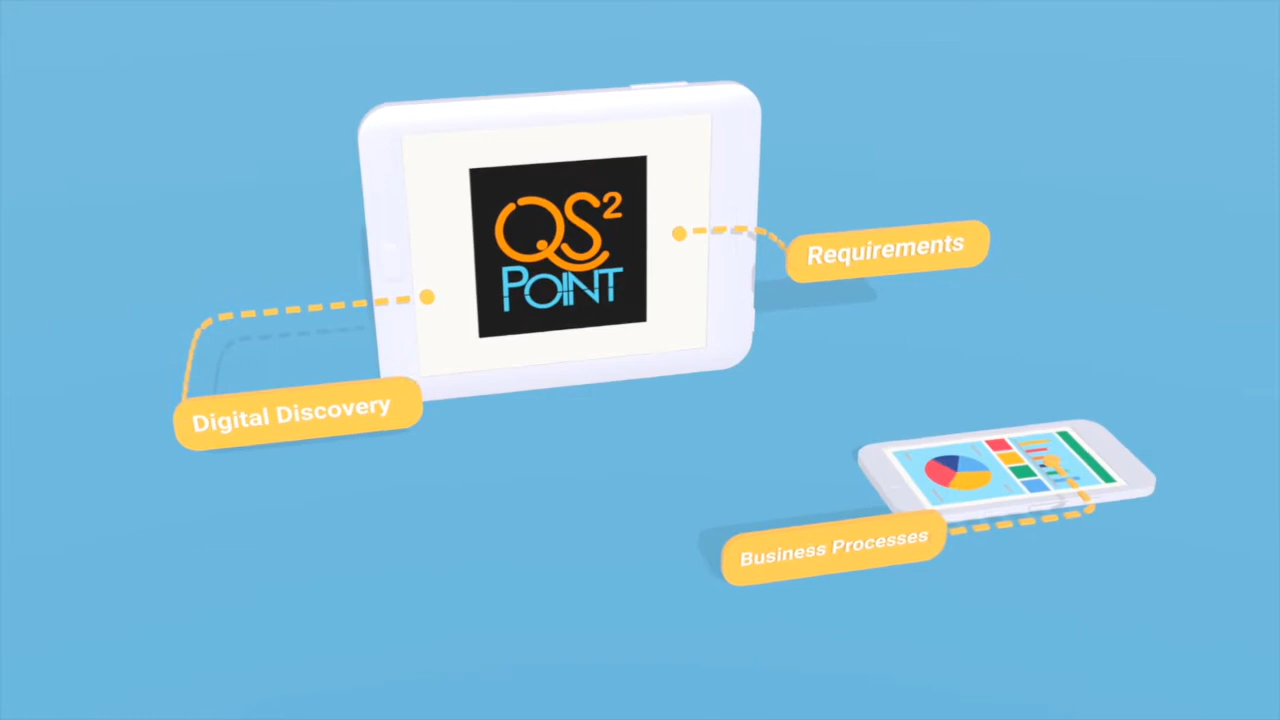 QS²
POINT
Requirements
Digital Discovery
Business Processes